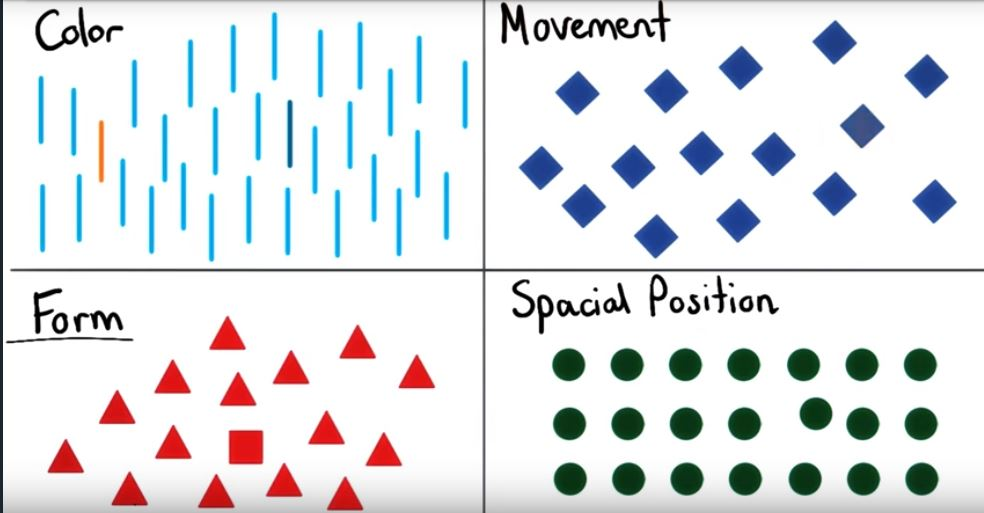 Color
Movement
Form
Spacial Position